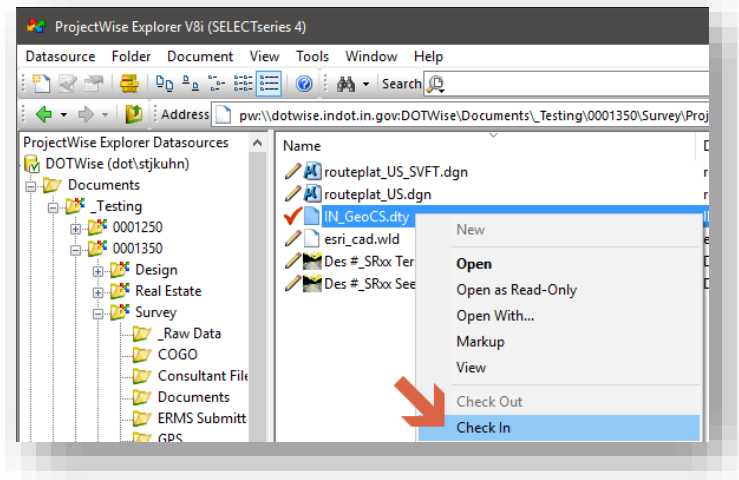 ProjectWise Explorer V8i (SELECTseries 4)
Datasource Folder Document View Tools Window Help
Search
Address pw:\\dotwise.indot.in.gov:DOTWise\Documents\_Testing\0001350\Survey\Proj
ProjectWise Explorer Datasources
DOTWise (dot\stjkuhn)
Documents
_Testing
0001250
0001350
Design
Real Estate
Survey
_Raw Data
COGO
Consultant File
Documents
ERMS Submitt
GPS
Name
routeplat_US_SVFT.dgn
routeplat_US.dgn
IN_GeoCS.dty
esri_cad.wld
Des #_SRxx Ter
Des #_SRxx See
New
Open
Open as Read-Only
Open With...
Markup
View
Check Out
Check In